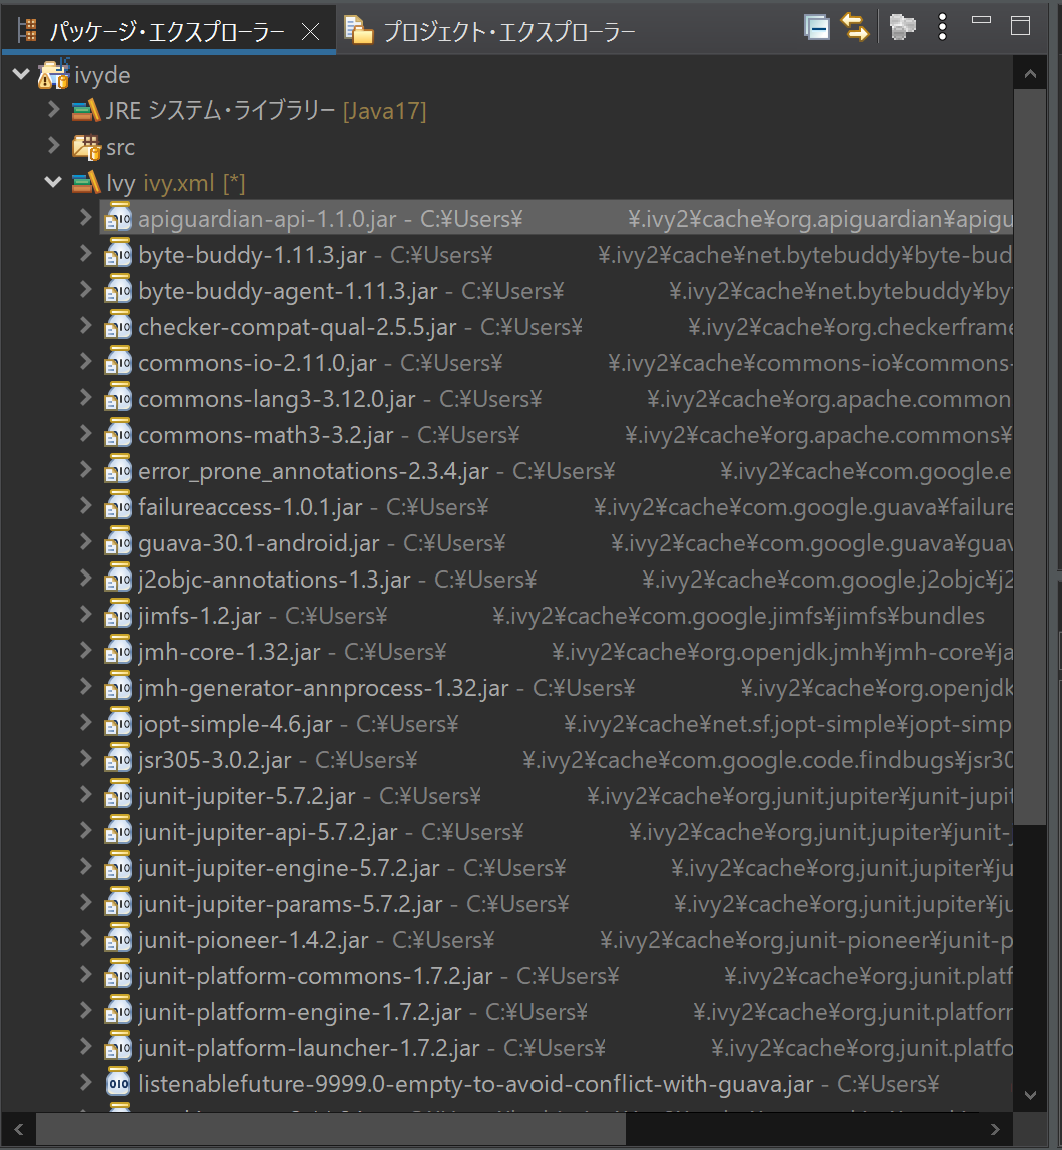 パッケージ・エクスプローラー プロジェクト・エクスプローラー
ivyde
JRE システム・ライブラリー [Java17]
src
Ivy ivy.xml [*]
apiguardian-api-1.1.0.jar - C:¥Users¥ ¥.ivy2¥cache¥org.apiguardian¥apigu
byte-buddy-1.11.3.jar - C:¥Users¥ ¥.ivy2¥cache¥net.bytebuddy¥byte-bud
byte-buddy-agent-1.11.3.jar - C:¥Users¥ ¥.ivy2¥cache¥net.bytebuddy¥by
checker-compat-qual-2.5.5.jar - C:¥Users¥ ¥.ivy2¥cache¥org.checkerframe
commons-io-2.11.0.jar - C:¥Users¥ ¥.ivy2¥cache¥commons-io¥commons-
commons-lang3-3.12.0.jar - C:¥Users¥ ¥.ivy2¥cache¥org.apache.common
commons-math3-3.2.jar - C:¥Users¥ ¥.ivy2¥cache¥org.apache.commons¥
error_prone_annotations-2.3.4.jar - C:¥Users¥ ¥.ivy2¥cache¥com.google.e
failureaccess-1.0.1.jar - C:¥Users¥ ¥.ivy2¥cache¥com.google.guava¥failure
guava-30.1-android.jar - C:¥Users¥ ¥.ivy2¥cache¥com.google.guava¥guav
j2objc-annotations-1.3.jar - C:¥Users¥ ¥.ivy2¥cache¥com.google.j2objc¥j2
jimfs-1.2.jar - C:¥Users¥ ¥.ivy2¥cache¥com.google.jimfs¥jimfs¥bundles
jmh-core-1.32.jar - C:¥Users¥ ¥.ivy2¥cache¥org.openjdk.jmh¥jmh-core¥ja
jmh-generator-annprocess-1.32.jar - C:¥Users¥ ¥.ivy2¥cache¥org.openjdk
jopt-simple-4.6.jar - C:¥Users¥ ¥.ivy2¥cache¥net.sf.jopt-simple¥jopt-simp
jsr305-3.0.2.jar - C:¥Users¥ ¥.ivy2¥cache¥com.google.code.findbugs¥jsr30
junit-jupiter-5.7.2.jar - C:¥Users¥ ¥.ivy2¥cache¥org.junit.jupiter¥junit-jupit
junit-jupiter-api-5.7.2.jar - C:¥Users¥ ¥.ivy2¥cache¥org.junit.jupiter¥junit-
junit-jupiter-engine-5.7.2.jar - C:¥Users¥ ¥.ivy2¥cache¥org.junit.jupiter¥ju
junit-jupiter-params-5.7.2.jar - C:¥Users¥ ¥.ivy2¥cache¥org.junit.jupiter¥ju
junit-pioneer-1.4.2.jar - C:¥Users¥ ¥.ivy2¥cache¥org.junit-pioneer¥junit-p
junit-platform-commons-1.7.2.jar - C:¥Users¥ ¥.ivy2¥cache¥org.junit.platf
junit-platform-engine-1.7.2.jar - C:¥Users¥ ¥.ivy2¥cache¥org.junit.platforr
junit-platform-launcher-1.7.2.jar - C:¥Users¥ ¥.ivy2¥cache¥org.junit.platfo
listenablefuture-9999.0-empty-to-avoid-conflict-with-guava.jar - C:¥Users¥